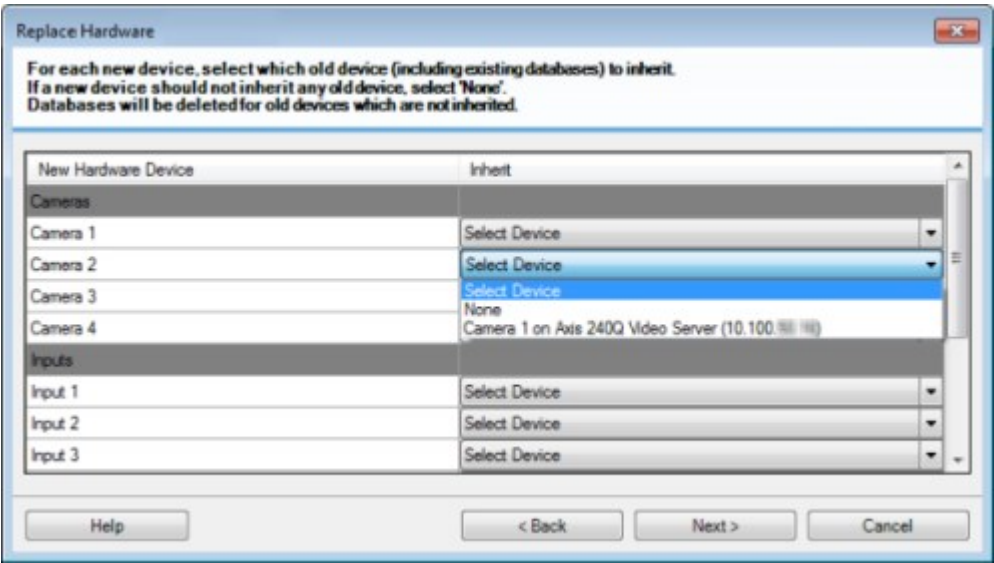 Replace Hardware
For each new device, select which old device (including existing databases) to inherit.
If a new device should not inherit any old device, select 'None'.
Databases will be deleted for old devices which are not inherited.
New Hardware Device Inherit
Cameras
Camera 1 Select Device
Camera 2 Select Device
Select Device
Camera 3
None
Camera 4 Camera 1 on Axis 240Q Video Server (10.100.
Inputs
Input 1 Select Device
Input 2 Select Device
Input 3 Select Device
Help < Back Next > Cancel